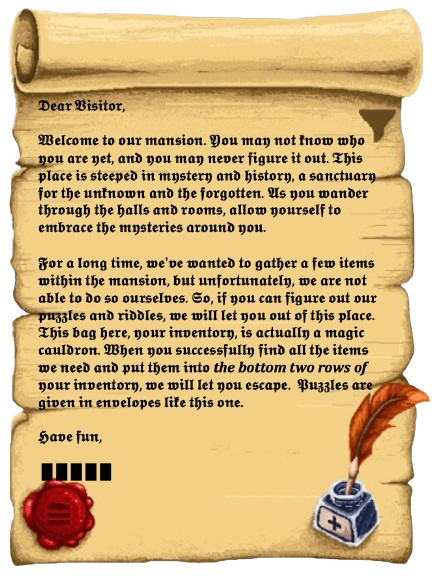 Dear Visitor,
Welcome to our mansion. You may not know who
you are yet, and you may never figure it out. This
place is steeped in mystery and history, a sanctuary
for the unknown and the forgotten. As you wander
through the halls and rooms, allow yourself to
embrace the mysteries around you.
For a long time, we've wanted to gather a few items
within the mansion, but unfortunately, we are not
able to do so ourselves. So, if you can figure out our
puzzles and riddles, we will let you out of this place.
This bag here, your inventory, is actually a magic
cauldron. When you successfully find all the items
we need and put them into the bottom two rows of
your inventory, we will let you escape. Puzzles are
given in envelopes like this one.
Have fun,
█████